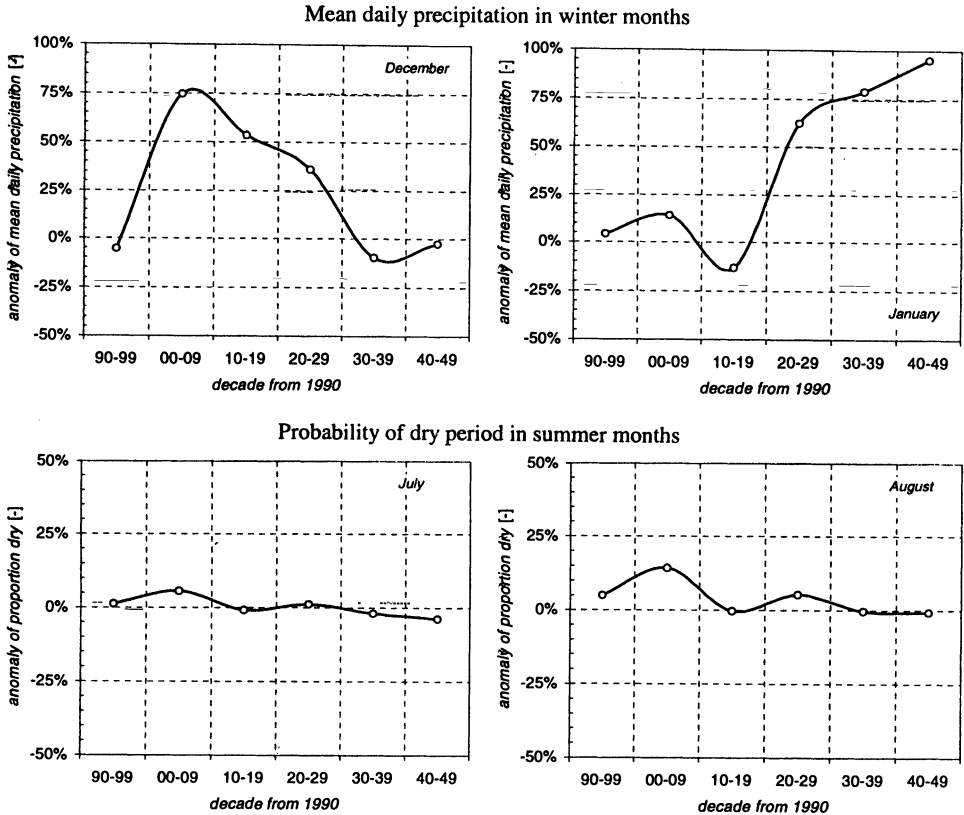 Mean daily precipitation in winter months
100%
75%
50%
25%
0%
-25%
-50%
anomaly of mean daily precipitation [-]
December
90-99 00-09 10-19 20-29 30-39 40-49
decade from 1990
100%
75%
50%
25%
0%
-25%
-50%
anomaly of mean daily precipitation [-]
January
90-99 00-09 10-19 20-29 30-39 40-49
decade from 1990
Probability of dry period in summer months
50%
25%
0%
-25%
-50%
anomaly of proportion dry [-]
July
90-99 00-09 10-19 20-29 30-39 40-49
decade from 1990
50%
25%
0%
-25%
-50%
anomaly of proportion dry [-]
August
90-99 00-09 10-19 20-29 30-39 40-49
decade from 1990